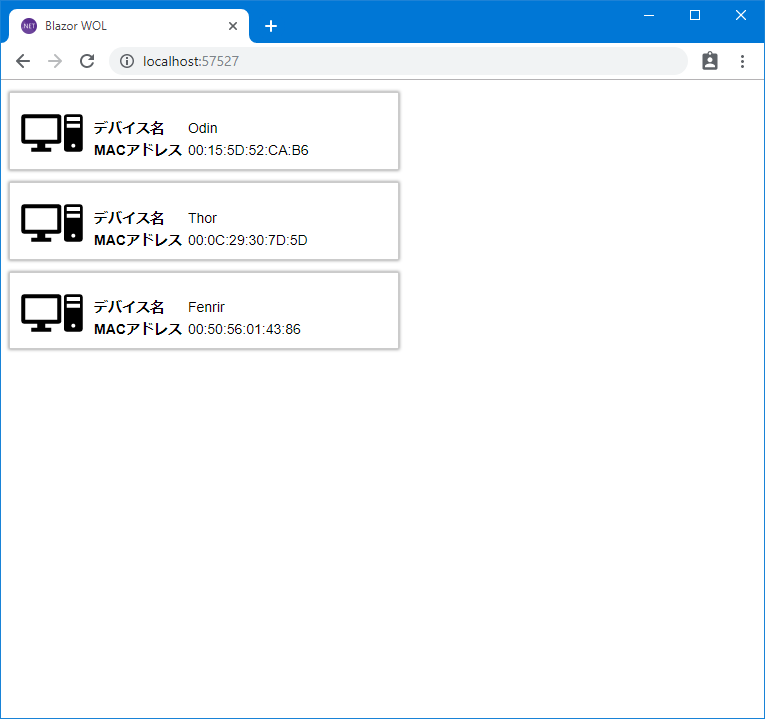 NET Blazor WOL
localhost:57527
デバイス名 Odin
MACアドレス 00:15:5D:52:CA:B6
デバイス名 Thor
MACアドレス 00:0C:29:30:7D:5D
デバイス名 Fenrir
MACアドレス 00:50:56:01:43:86